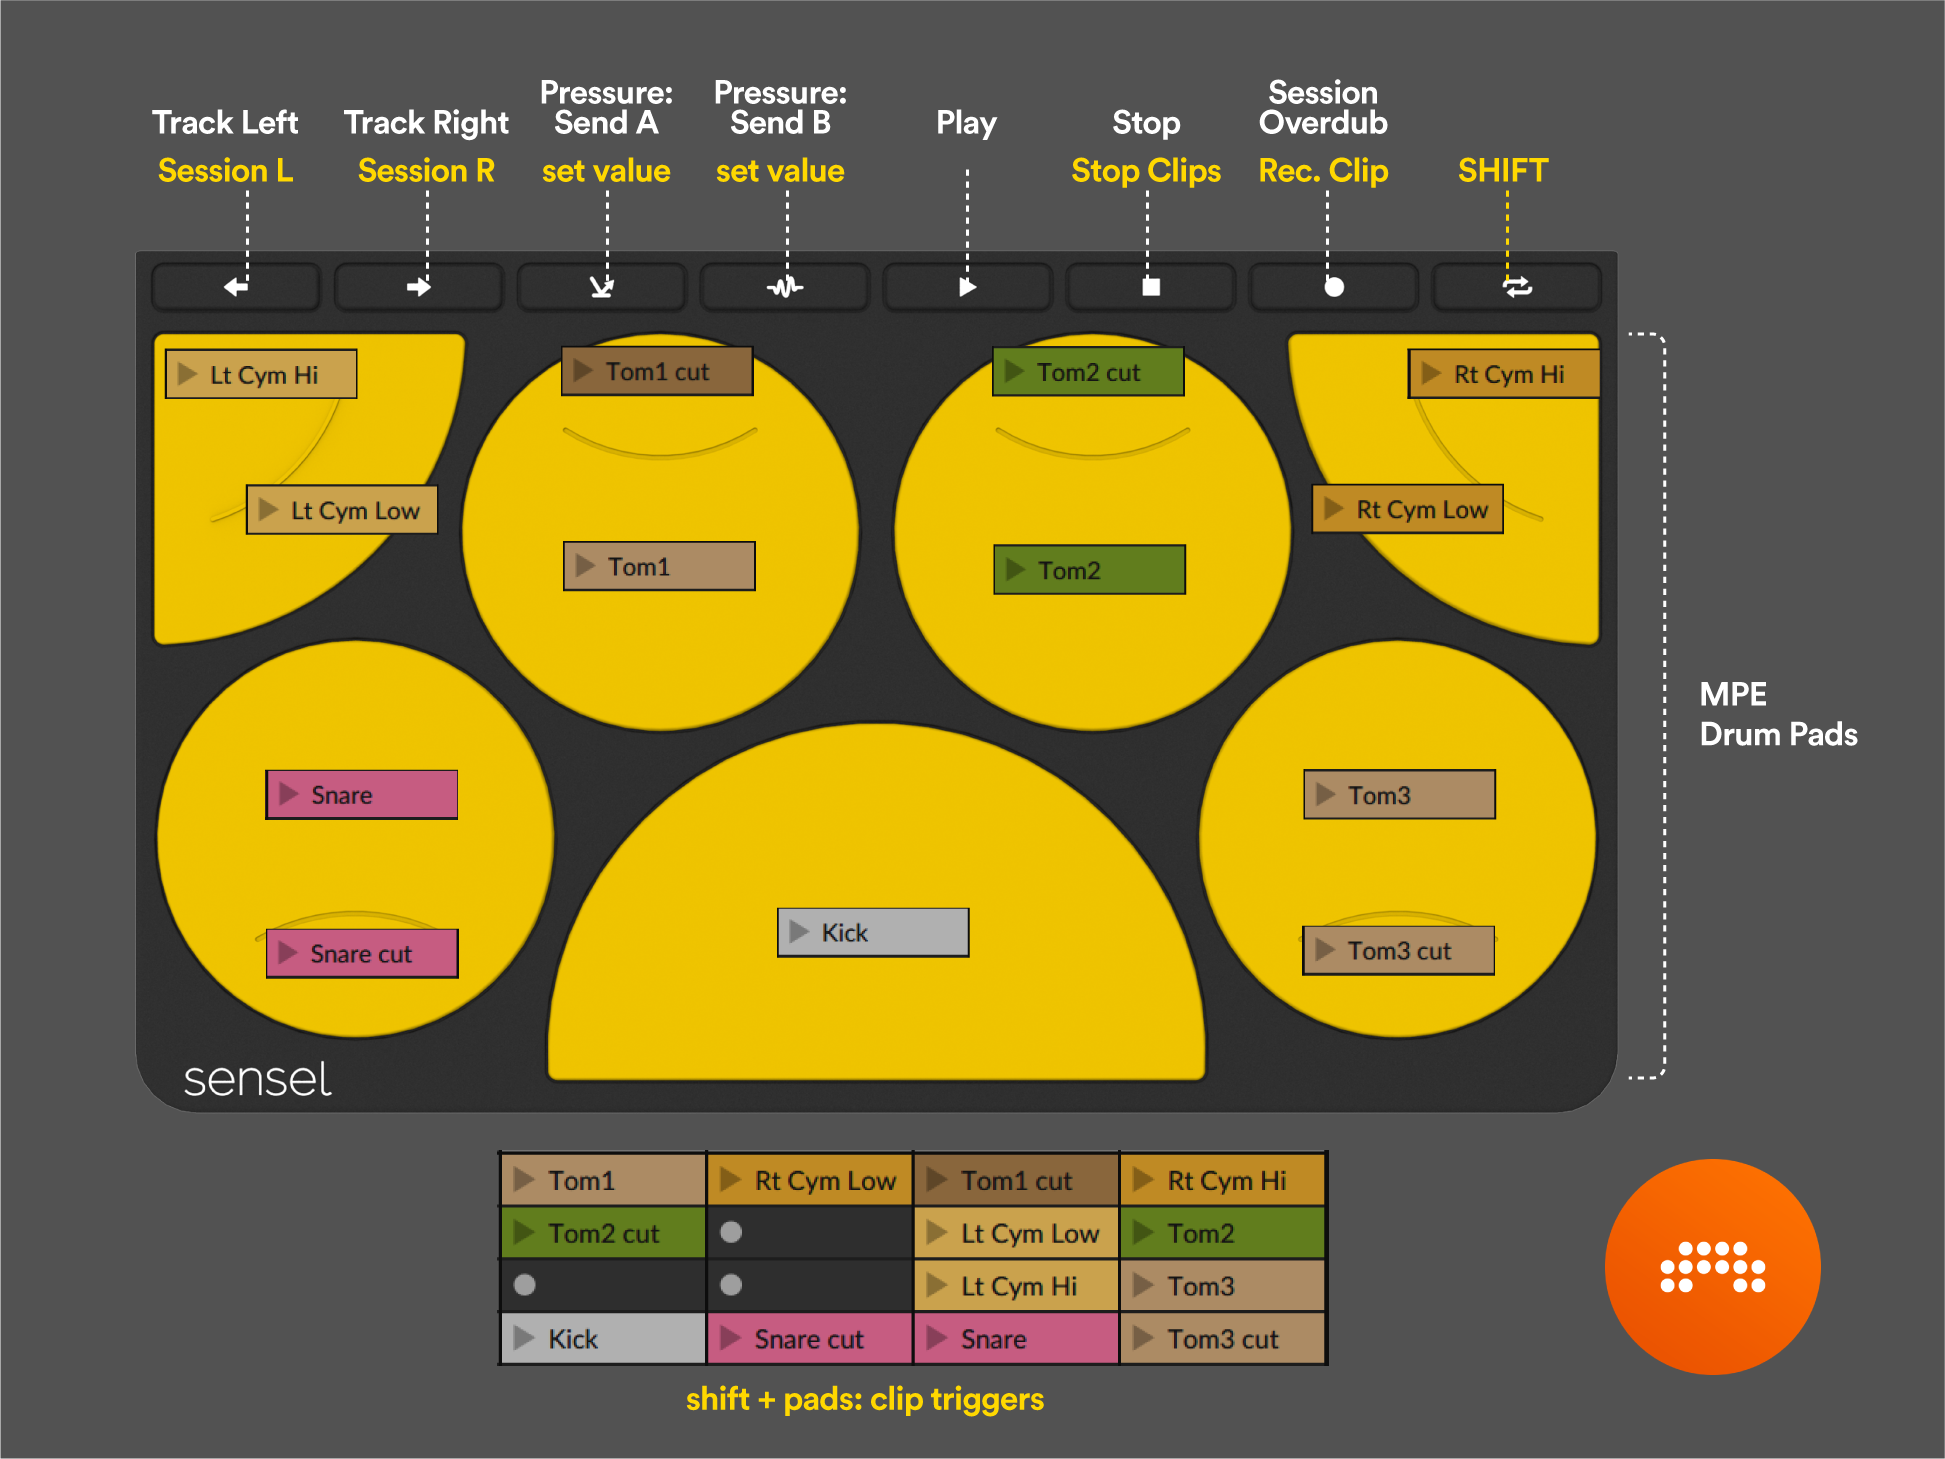 Track Left
Session L
Track Right
Session R
Pressure:
Send A
set value
Pressure:
Send B
set value
Play
Stop
Stop Clips
Session
Overdub
Rec. Clip
SHIFT
Lt Cym Hi
Lt Cym Low
Tom1 cut
Tom1
Tom2 cut
Tom2
Rt Cym Hi
Rt Cym Low
Snare
Snare cut
Kick
Tom3
Tom3 cut
MPE
Drum Pads
sensel
Tom1 Rt Cym Low Tom1 cut Rt Cym Hi
Tom2 cut Lt Cym Low Tom2
Lt Cym Hi Tom3
Kick Snare cut Snare Tom3 cut
shift + pads: clip triggers